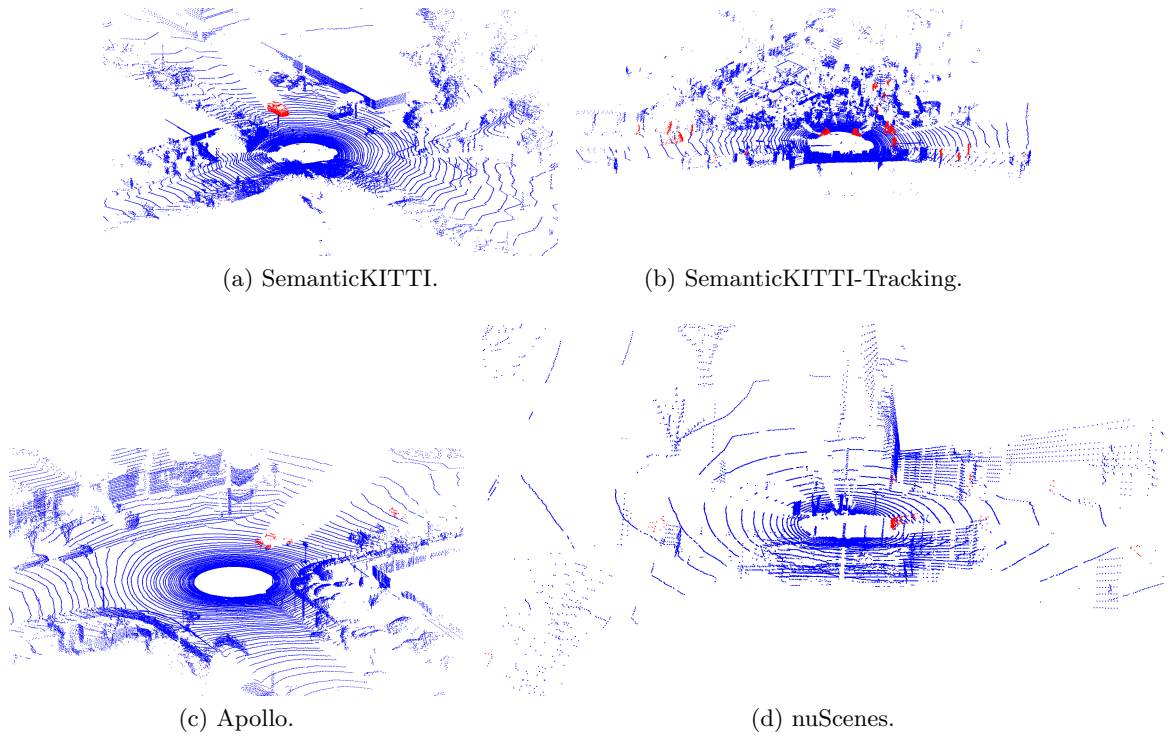 (a) SemanticKITTI.
(b) SemanticKITTI-Tracking.
(c) Apollo.
(d) nuScenes.